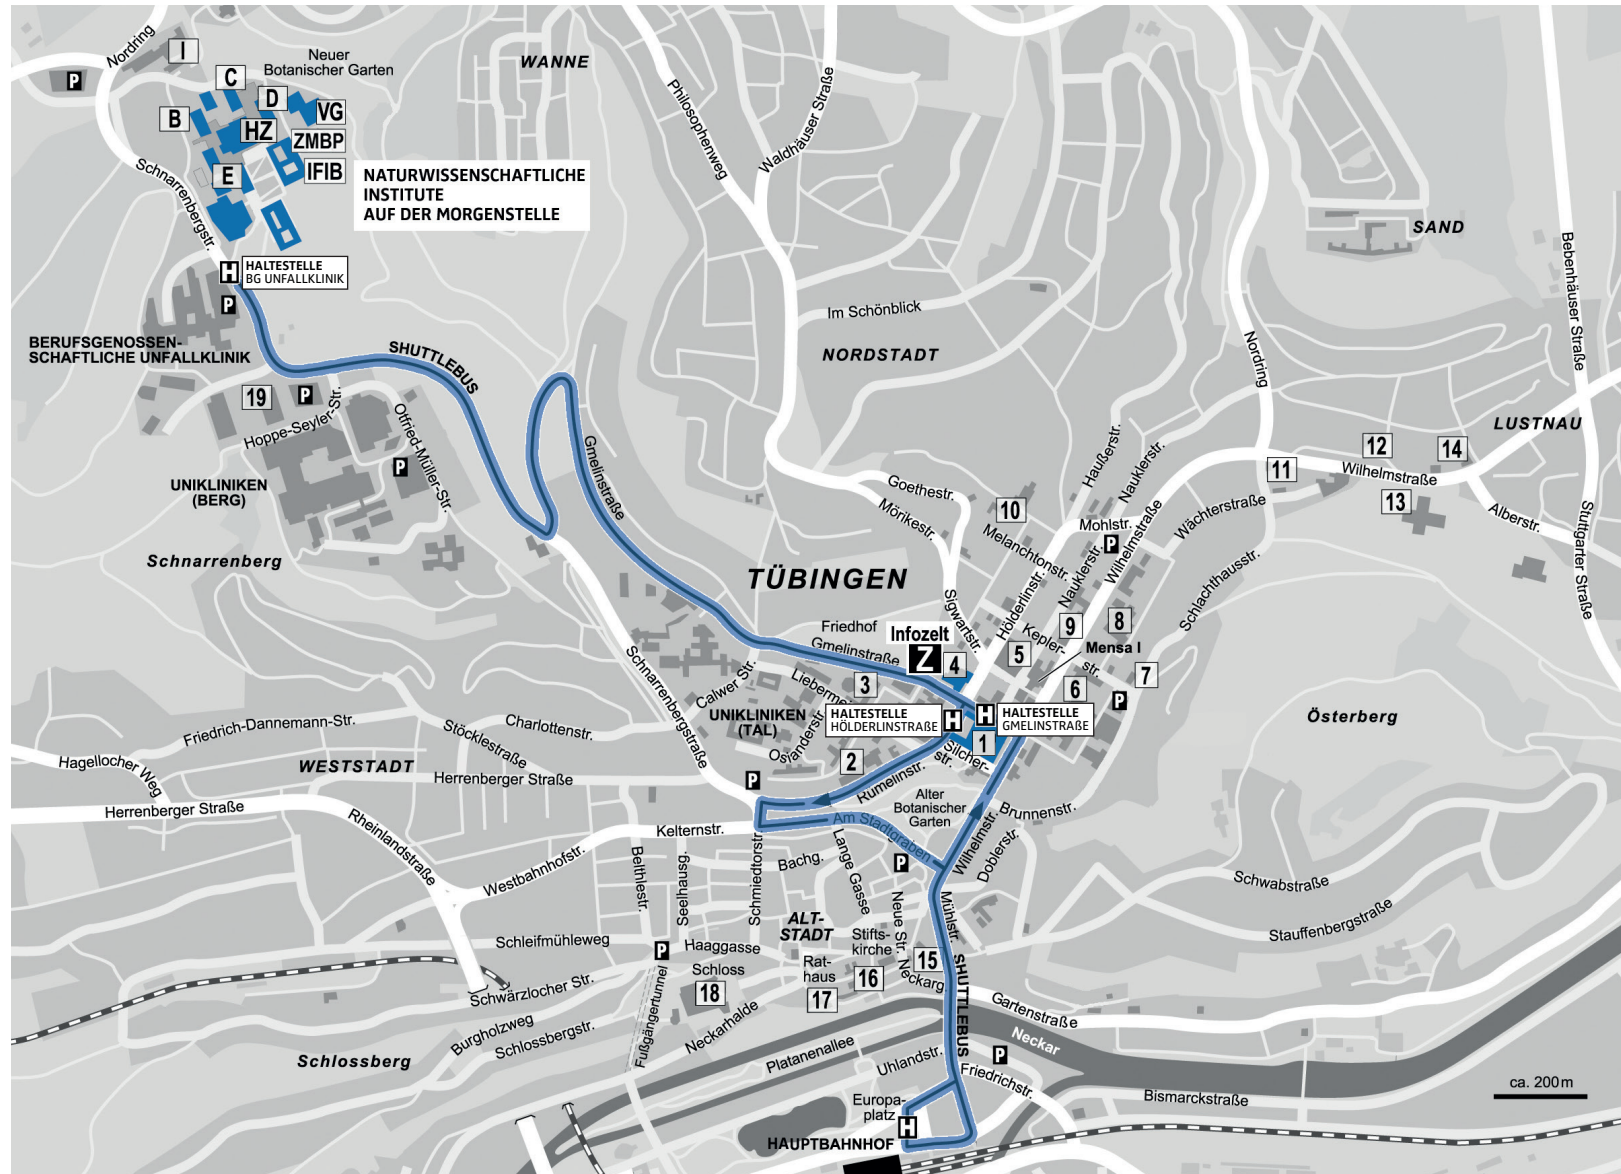 Nordring
I
P
Neuer
Botanischer Garten
C
D
B
VG
HZ
ZMBP
E
IFIB
NATURWISSENSCHAFTLICHE
INSTITUTE
AUF DER MORGENSTELLE
Schnarrenbergstr.
H
HALTESTELLE
BG UNFALLKLINIK
P
BERUFSGENOSSEN-
SCHAFTLICHE UNFALLKLINIK
SHUTTLEBUS
WANNE
Philosophenweg
Waldhäuser Straße
SAND
Bebenhäuser Straße
Im Schönblick
NORDSTADT
Nordring
LUSTNAU
19
P
Hoppe-Seyler-Str.
Otfried-Müller-Str.
P
UNIKLINIKEN
(BERG)
Schnarrenberg
Gmelinstraße
Goethestr.
Mörikestr.
10
Melanchtonstr.
Haußerstr.
Nauklerstr.
Mohlstr.
P
Wilhelmstraße
Wächterstraße
11
12
14
Wilhelmstraße
13
Alberstr.
Stuttgarter Straße
Schlachthausstr.
TÜBINGEN
Sigwartstr.
Hölderlinstr.
Nauklerstr.
Friedhof
Gmelinstraße
Infozelt
Z
4
5
Kepler-
str.
9
8
Mensa I
6
7
P
3
Calwer Str.
Lieberme
UNIKLINIKEN
(TAL)
Osianderstr.
HALTESTELLE
HÖLDERLINSTRAßE
H
H
HALTESTELLE
GMELINSTRAßE
1
Silcher-
str.
2
Rümelinstr.
Österberg
Schnarrenbergstraße
Friedrich-Dannemann-Str.
Stöcklestraße
Charlottenstr.
WESTSTADT
Hagellocher Weg
Herrenberger Straße
Herrenberger Straße
P
Alter
Botanischer
Garten
Brunnenstr.
Rheinlandstraße
Kelternstr.
Am Stadtgraben
Wilhelmstr.
Doblerstr.
Westbahnhofstr.
Belthlestr.
Seelhausg.
Schmiedtorstr.
Bachg.
Lange Gasse
P
Schwabstraße
Stauffenbergstraße
ALT-
STADT
Neue Str.
Mühlstr.
Schleifmühleweg
P
Haaggasse
Stifts-
kirche
15
SHUTTLEBUS
Schloss
18
Rat-
haus
17
16
Neckarg
Schwärzlocher Str.
Fußgängertunnel
Neckarhalde
Gartenstraße
Neckar
Burgholzweg
Schlossbergstr.
Schlossberg
Platanenallee
Uhlandstr.
P
Friedrichstr.
Europa-
platz
H
HAUPTBAHNHOF
Bismarckstraße
ca. 200 m